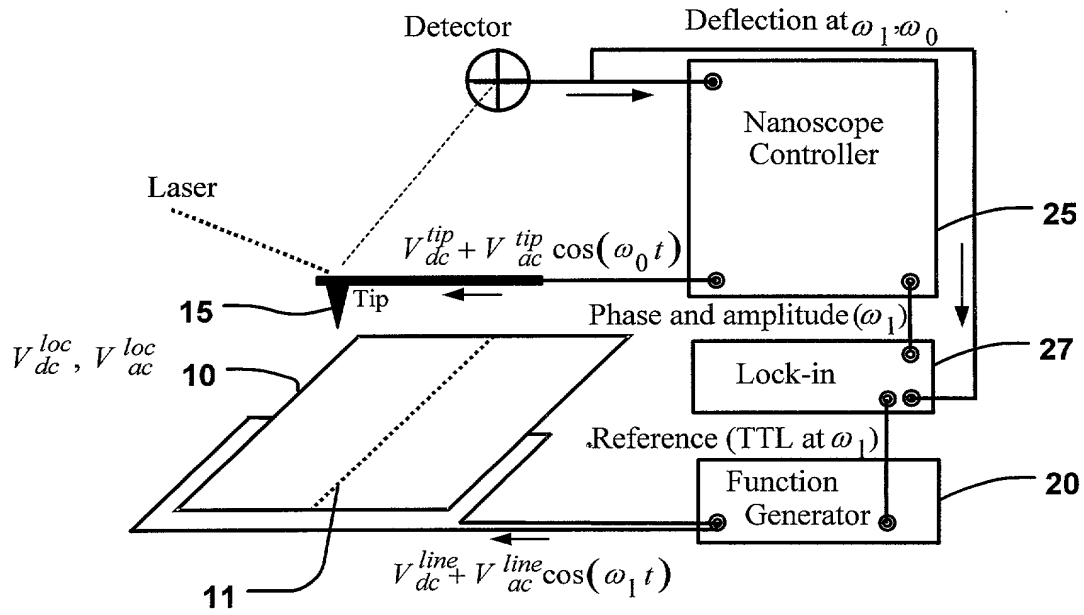 Deflection at ω₁, ω₀
Detector
Nanoscope
Controller
Laser
25
V_dc^tip + V_ac^tip cos(ω₀ t)
15
Tip
Phase and amplitude (ω₁)
V_dc^loc , V_ac^loc
10
27
Lock-in
Reference (TTL at ω₁)
Function
Generator
20
V_dc^line + V_ac^line cos(ω₁ t)
11